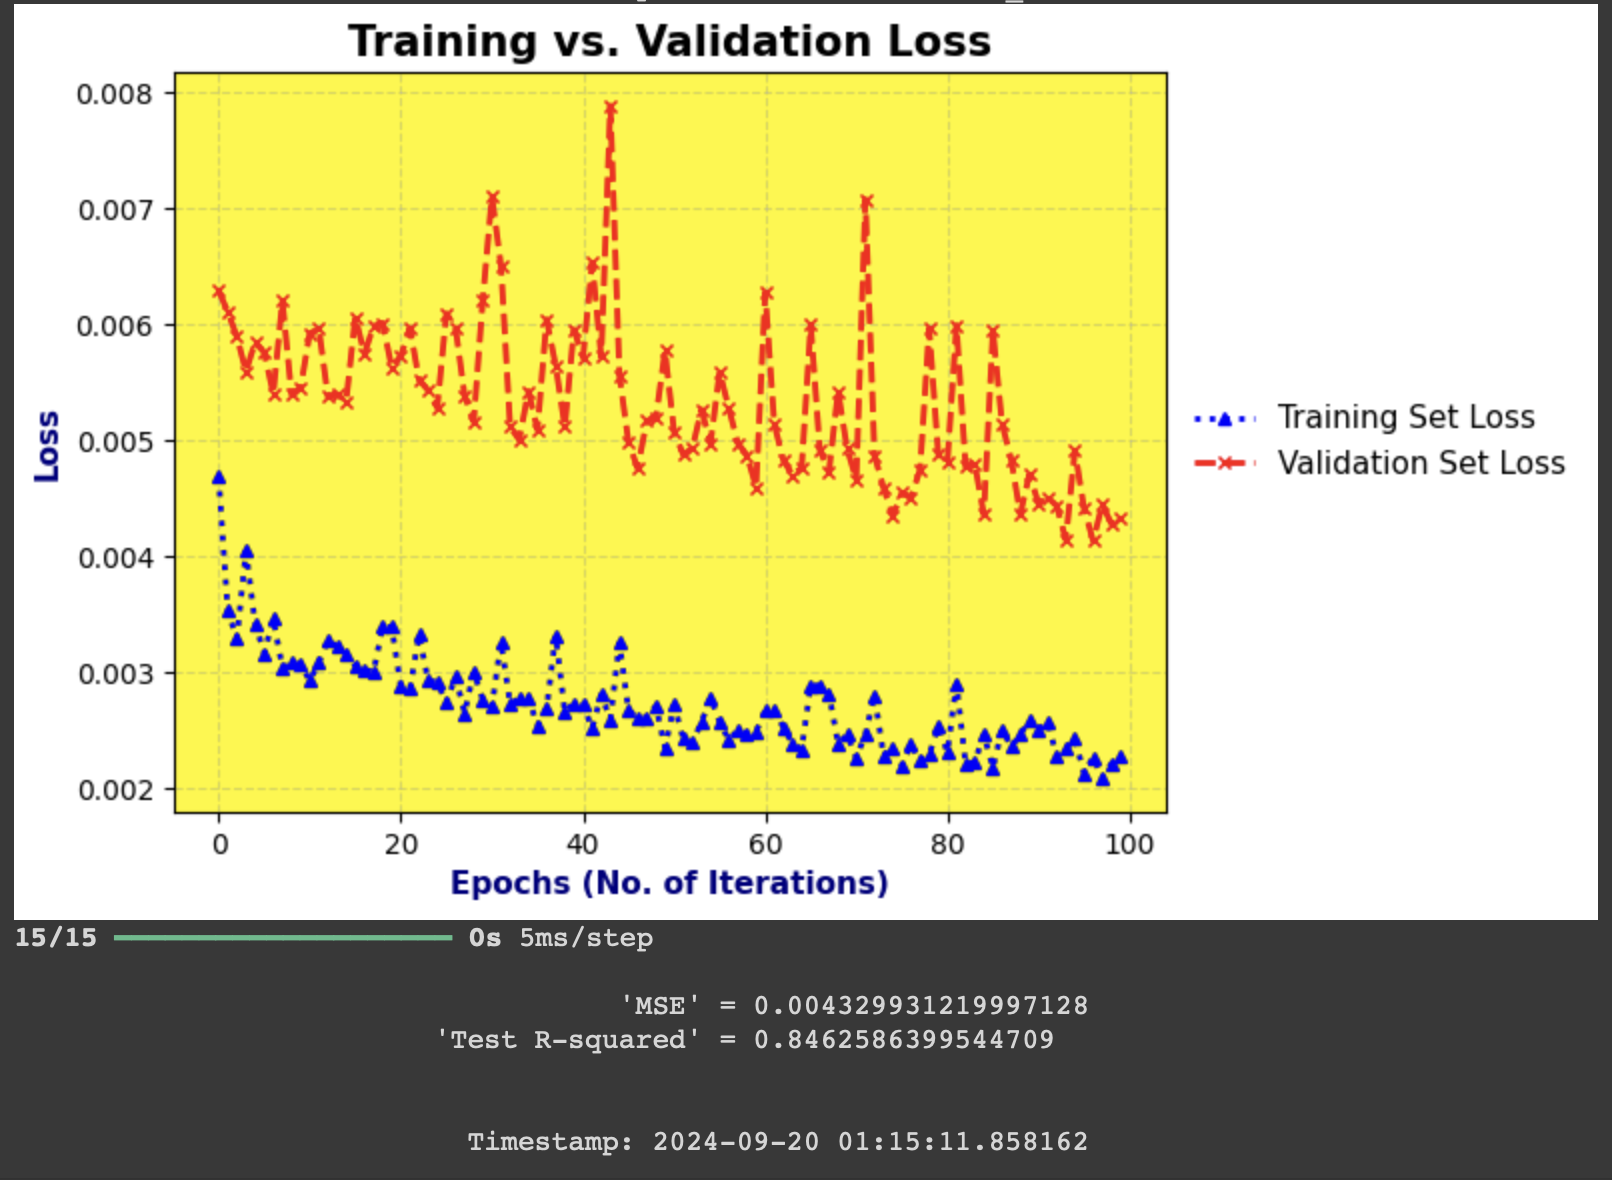 Training vs. Validation Loss
0.008
0.007
0.006
0.005
0.004
0.003
0.002
Loss
0
20
40
60
80
100
Epochs (No. of Iterations)
Training Set Loss
Validation Set Loss
15/15 0s 5ms/step
'MSE' = 0.004329931219997128
'Test R-squared' = 0.8462586399544709
Timestamp: 2024-09-20 01:15:11.858162